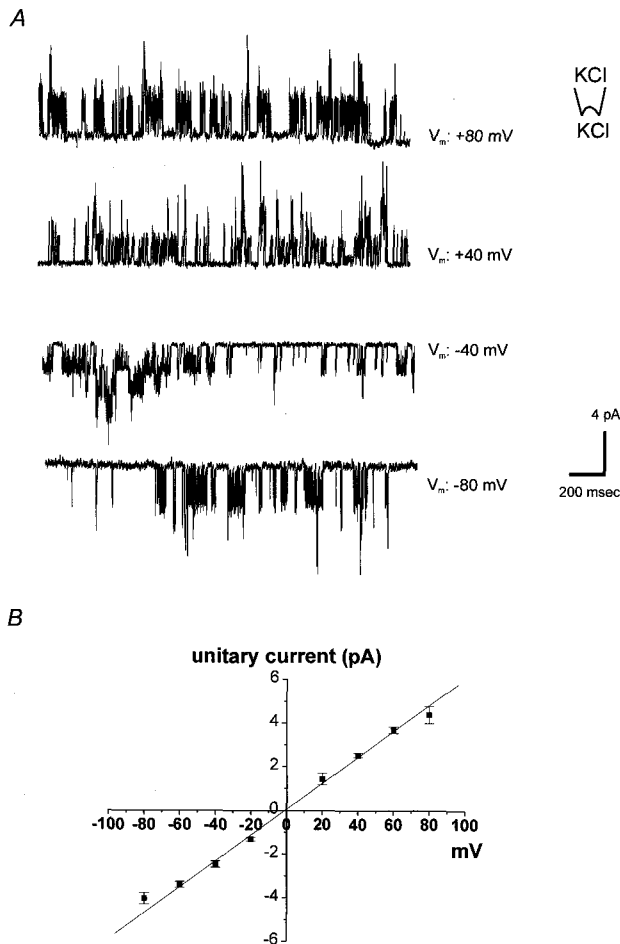 A
KCl
KCl
Vm: +80 mV
Vm: +40 mV
Vm: -40 mV
4 pA
200 msec
Vm: -80 mV
B
unitary current (pA)
6
4
2
0
-100 -80 -60 -40 -20 0 20 40 60 80 100
mV
-2
-4
-6